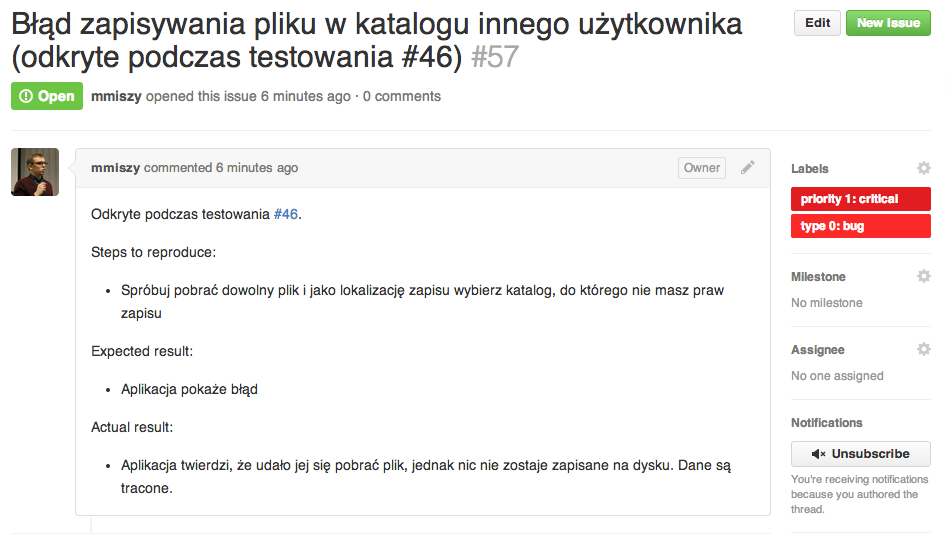 Błąd zapisywania pliku w katalogu innego użytkownika
(odkryte podczas testowania #46) #57
Edit
New Issue
Open
mmiszy opened this issue 6 minutes ago · 0 comments
mmiszy commented 6 minutes ago
Owner
Odkryte podczas testowania #46.
Steps to reproduce:
• Spróbuj pobrać dowolny plik i jako lokalizację zapisu wybierz katalog, do którego nie masz praw
zapisu
Expected result:
• Aplikacja pokaże błąd
Actual result:
• Aplikacja twierdzi, że udało jej się pobrać plik, jednak nic nie zostaje zapisane na dysku. Dane są
tracone.
Labels
priority 1: critical
type 0: bug
Milestone
No milestone
Assignee
No one assigned
Notifications
Unsubscribe
You're receiving notifications
because you authored the
thread.